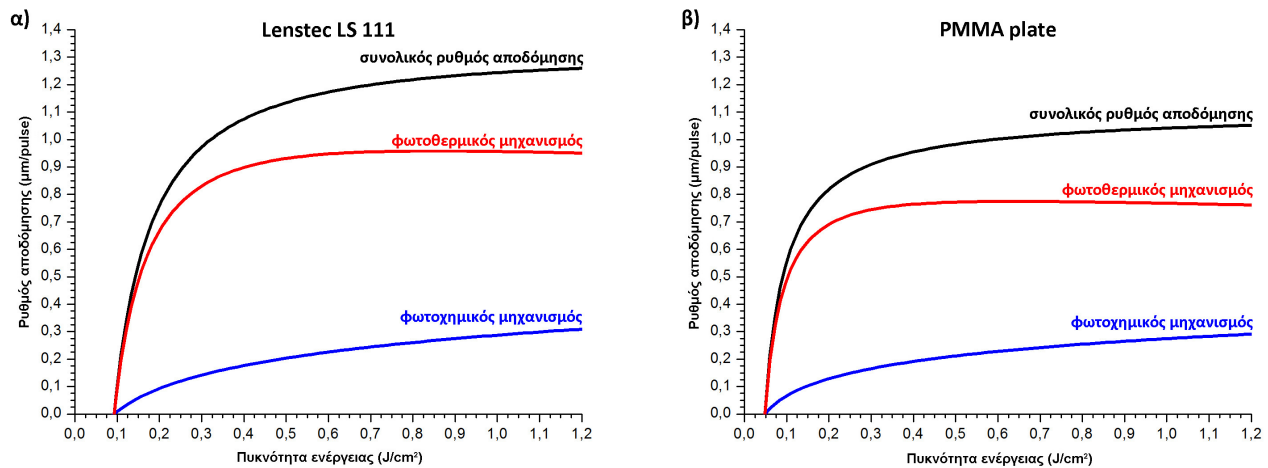 α)
Lenstec LS 111
1,4
1,3
1,2
1,1
1,0
0,9
0,8
0,7
0,6
0,5
0,4
0,3
0,2
0,1
0,0
Ρυθμός αποδόμησης (μm/pulse)
συνολικός ρυθμός αποδόμησης
φωτοθερμικός μηχανισμός
φωτοχημικός μηχανισμός
0,0 0,1 0,2 0,3 0,4 0,5 0,6 0,7 0,8 0,9 1,0 1,1 1,2
Πυκνότητα ενέργειας (J/cm²)
β)
PMMA plate
1,4
1,3
1,2
1,1
1,0
0,9
0,8
0,7
0,6
0,5
0,4
0,3
0,2
0,1
0,0
Ρυθμός αποδόμησης (μm/pulse)
συνολικός ρυθμός αποδόμησης
φωτοθερμικός μηχανισμός
φωτοχημικός μηχανισμός
0,0 0,1 0,2 0,3 0,4 0,5 0,6 0,7 0,8 0,9 1,0 1,1 1,2
Πυκνότητα ενέργειας (J/cm²)